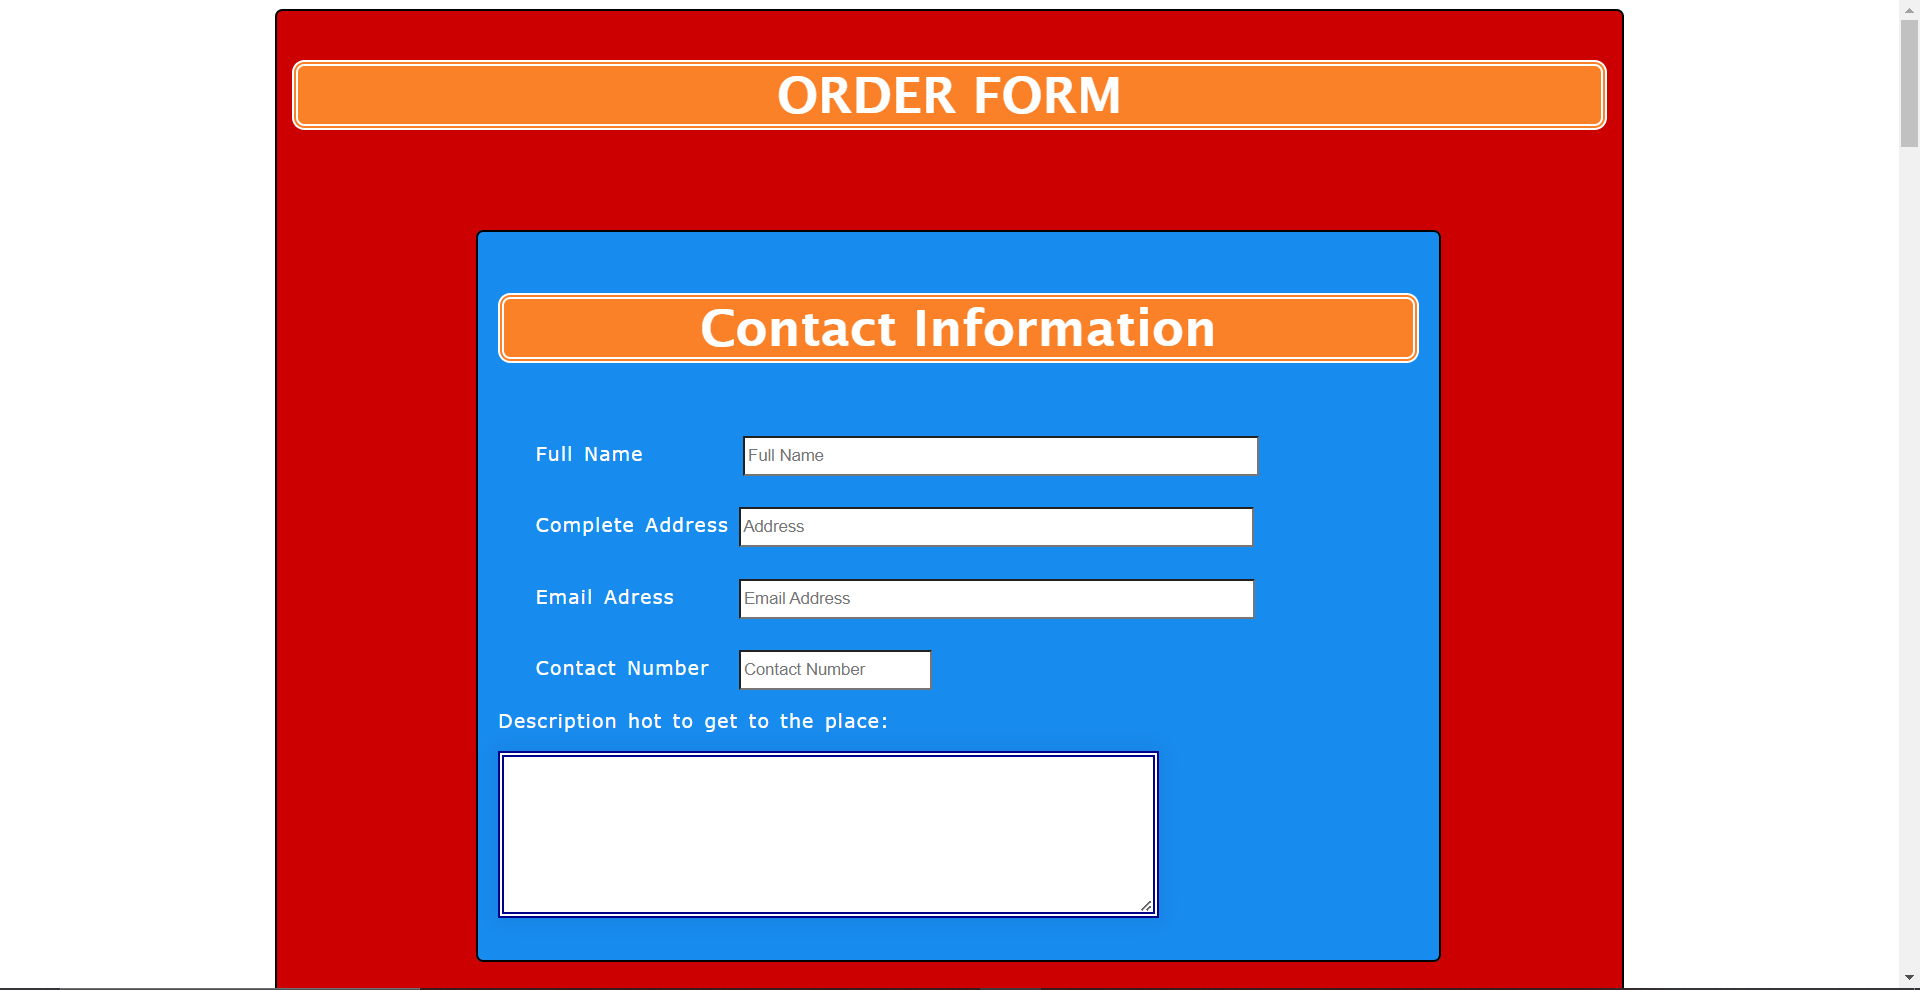 ORDER FORM
Contact Information
Full Name Full Name
Complete Address Address
Email Adress Email Address
Contact Number Contact Number
Description hot to get to the place: